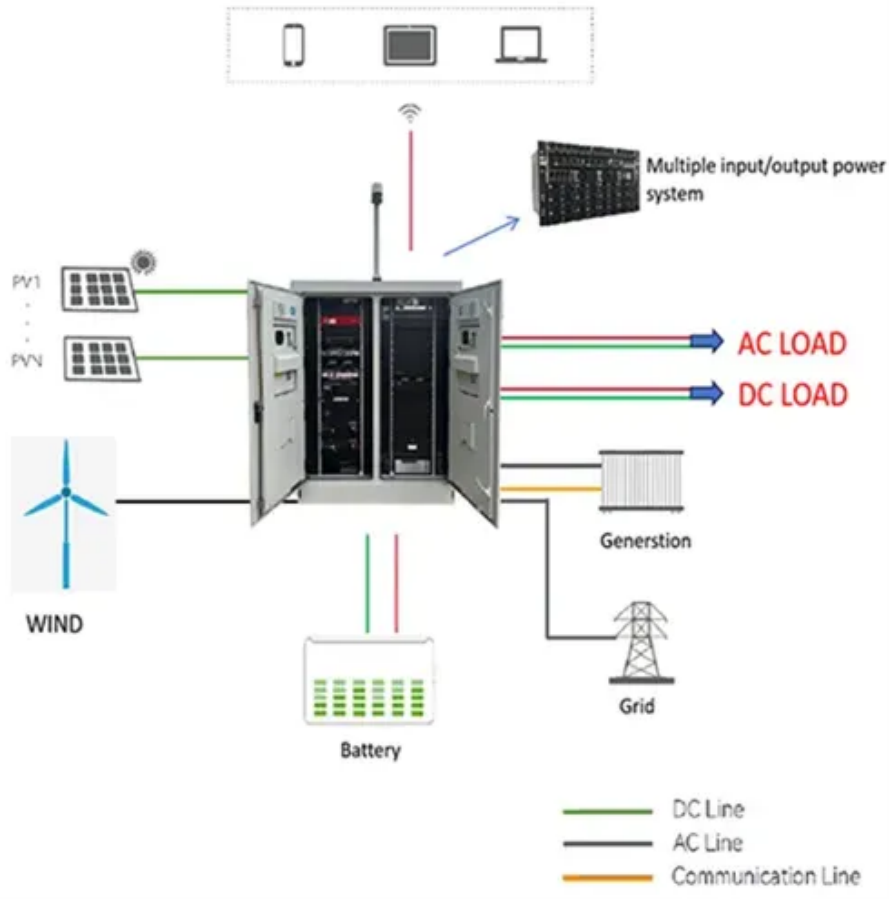 Multiple input/output power
system
PV1
PVN
AC LOAD
DC LOAD
WIND
Generstion
Grid
Battery
DC Line
AC Line
Communication Line